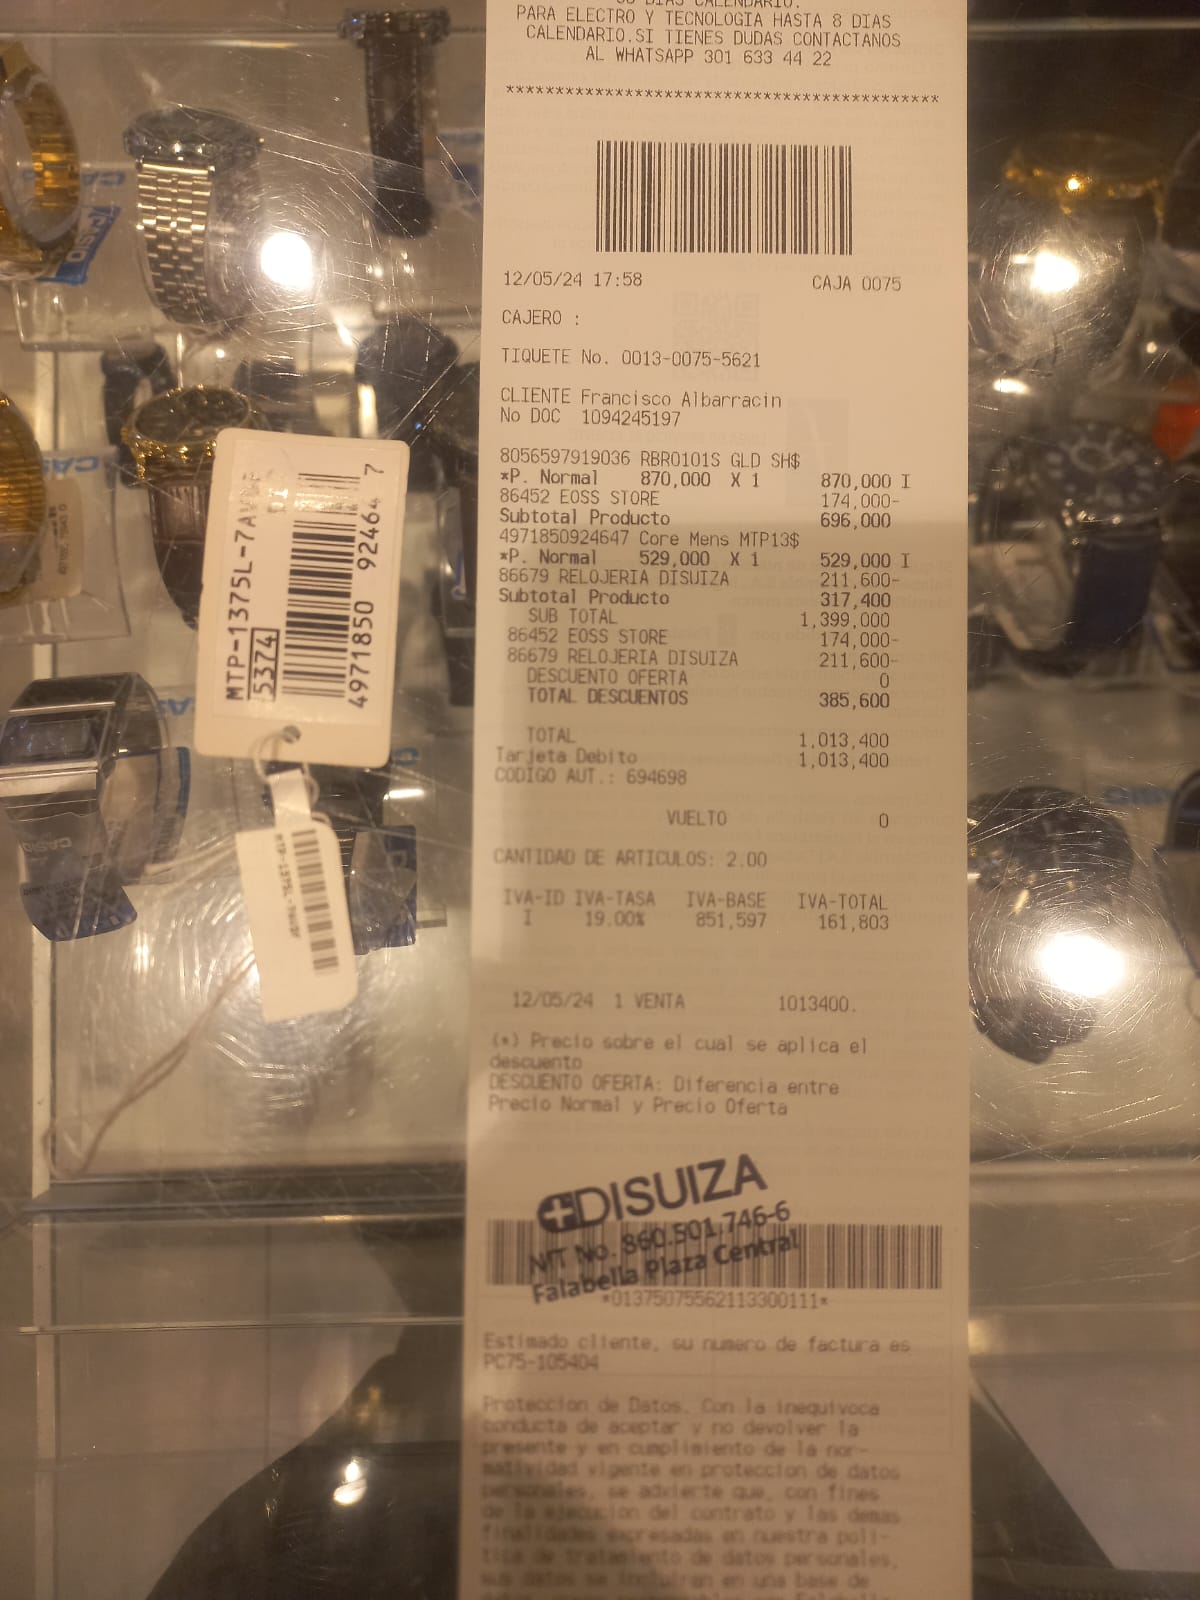 PARA ELECTRO Y TECNOLOGIA HASTA 8 DIAS
CALENDARIO.SI TIENES DUDAS CONTACTANOS
AL WHATSAPP 301 633 44 22
*******************************************
12/05/24 17:58 CAJA 0075
CAJERO :
TIQUETE No. 0013-0075-5621
CLIENTE Francisco Albarracin
No DOC 1094245197
8056597919036 RBR0101S GLD SH$
*P. Normal 870,000 X 1 870,000 I
86452 EOSS STORE 174,000-
Subtotal Producto 696,000
4971850924647 Core Mens MTP13$
*P. Normal 529,000 X 1 529,000 I
86679 RELOJERIA DISUIZA 211,600-
Subtotal Producto 317,400
SUB TOTAL 1,399,000
86452 EOSS STORE 174,000-
86679 RELOJERIA DISUIZA 211,600-
DESCUENTO OFERTA 0
TOTAL DESCUENTOS 385,600
TOTAL 1,013,400
Tarjeta Debito 1,013,400
CODIGO AUT.: 694698
VUELTO 0
CANTIDAD DE ARTICULOS: 2.00
IVA-ID IVA-TASA IVA-BASE IVA-TOTAL
I 19.00% 851,597 161,803
12/05/24 1 VENTA 1013400.
(*) Precio sobre el cual se aplica el
descuento
DESCUENTO OFERTA: Diferencia entre
Precio Normal y Precio Oferta
DISUIZA
NIT No. 860.501.746-6
Falabella Plaza Central
*01375075562113300111*
Estimado cliente, su numero de factura es
PC75-105404
Proteccion de Datos. Con la inequivoca
conducta de aceptar y no devolver la
presente y en cumplimiento de la nor-
matividad vigente en proteccion de datos
personales, se advierte que, con fines
de la ejecucion del contrato y las demas
finalidades expresadas en nuestra poli-
tica de tratamiento de datos personales,
sus datos se incluiran en una base de
MTP-1375L-7AV
5374
4971850 92464 7
CASIO
CASIO